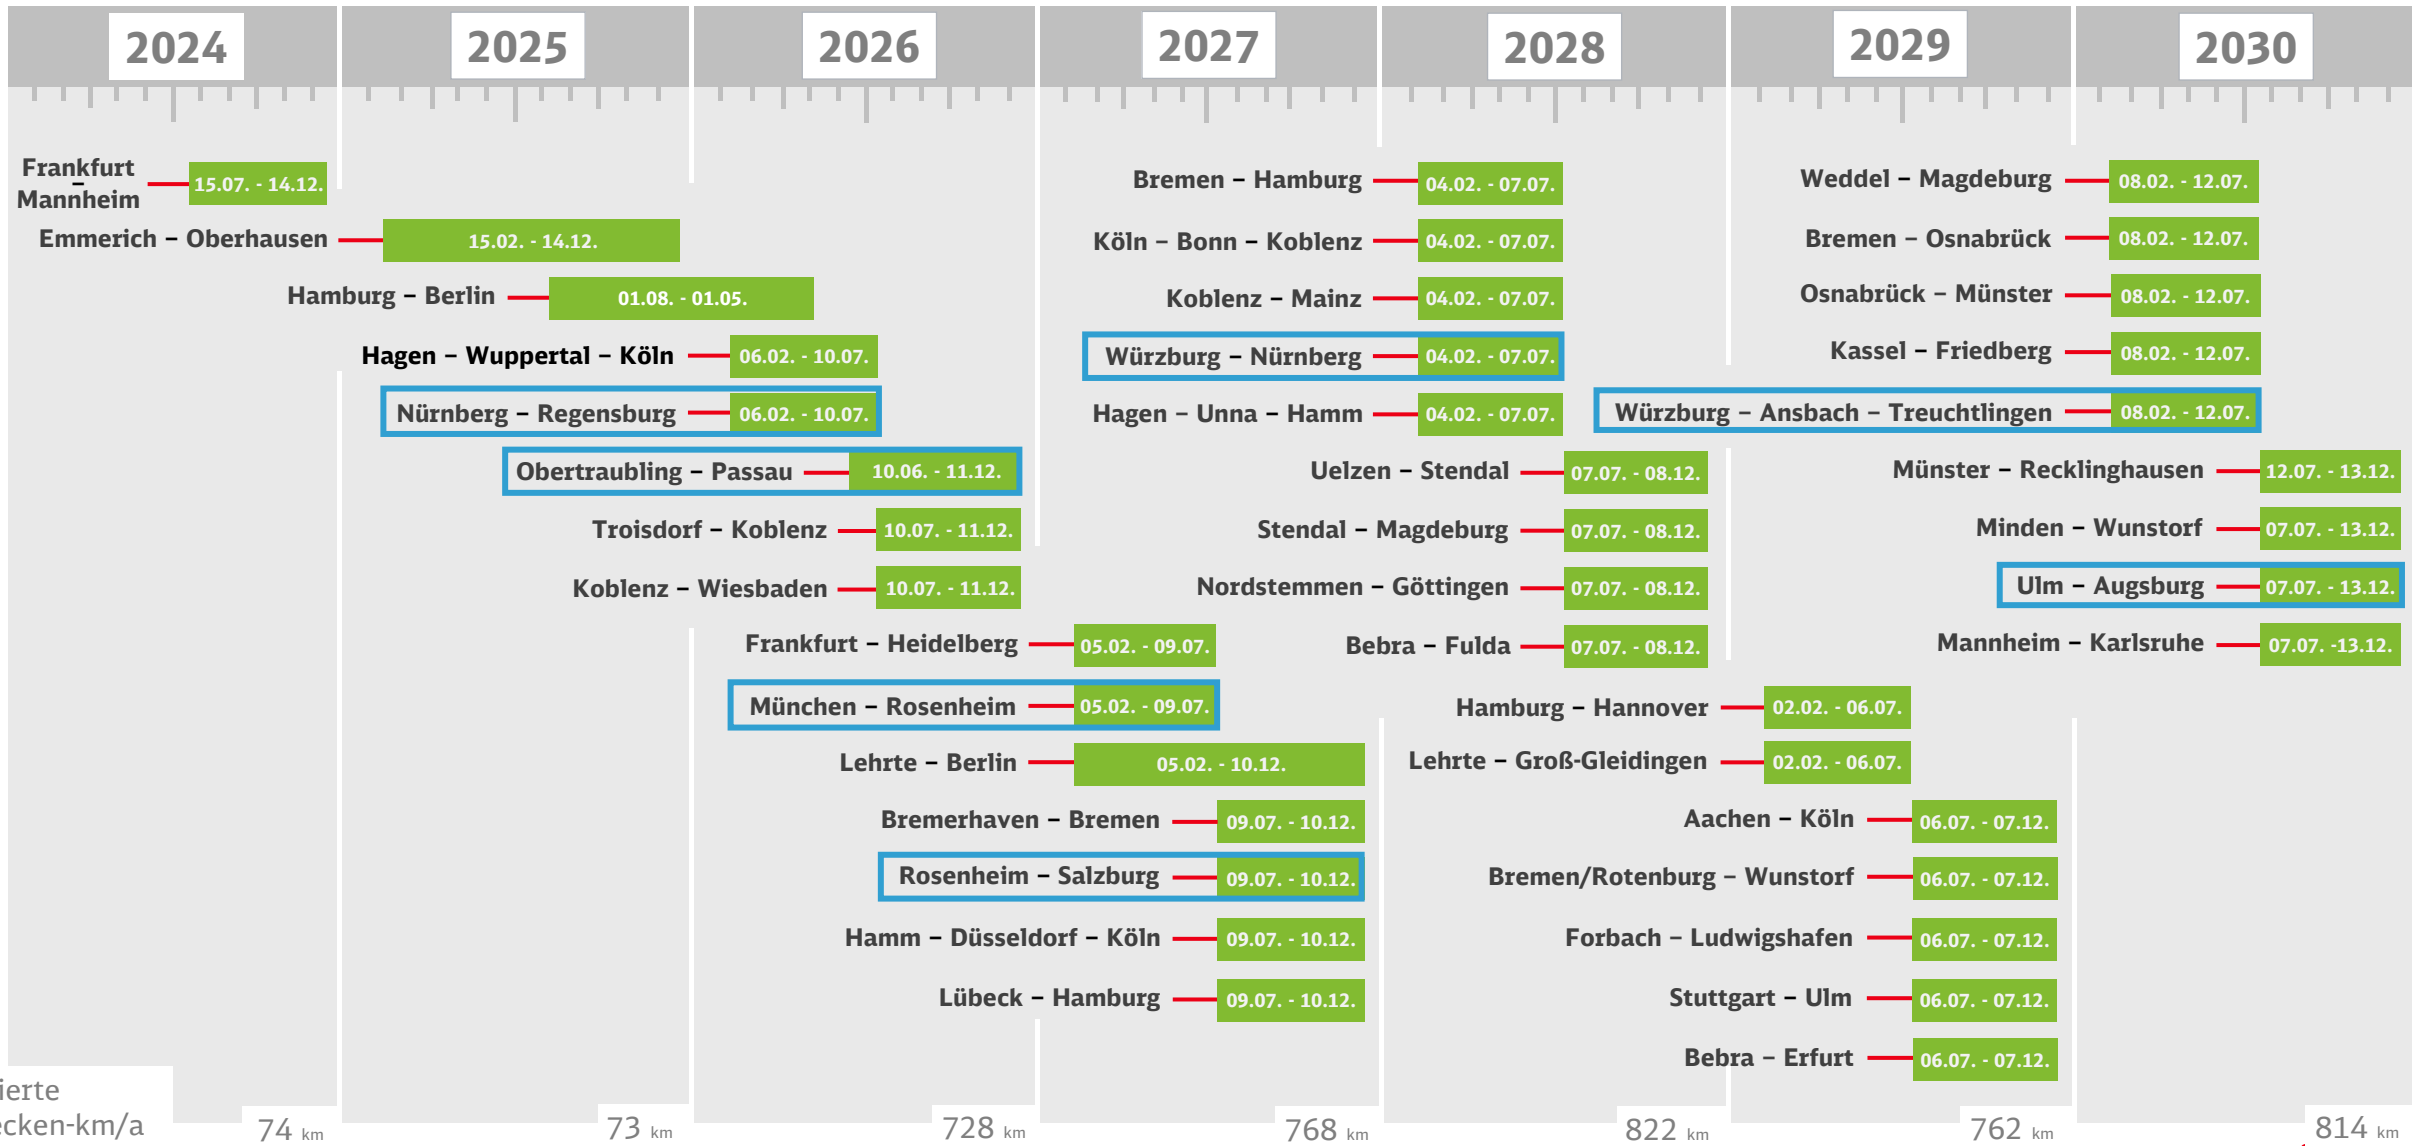 2024 2025 2026 2027 2028 2029 2030
Frankfurt
–
Mannheim
15.07. - 14.12.
Emmerich – Oberhausen 15.02. - 14.12.
Hamburg – Berlin 01.08. - 01.05.
Hagen – Wuppertal – Köln 06.02. - 10.07.
Nürnberg – Regensburg 06.02. - 10.07.
Obertraubling – Passau 10.06. - 11.12.
Troisdorf – Koblenz 10.07. - 11.12.
Koblenz – Wiesbaden 10.07. - 11.12.
Frankfurt – Heidelberg 05.02. - 09.07.
München – Rosenheim 05.02. - 09.07.
Lehrte – Berlin 05.02. - 10.12.
Bremerhaven – Bremen 09.07. - 10.12.
Rosenheim – Salzburg 09.07. - 10.12.
Hamm – Düsseldorf – Köln 09.07. - 10.12.
Lübeck – Hamburg 09.07. - 10.12.
Bremen – Hamburg 04.02. - 07.07.
Köln – Bonn – Koblenz 04.02. - 07.07.
Koblenz – Mainz 04.02. - 07.07.
Würzburg – Nürnberg 04.02. - 07.07.
Hagen – Unna – Hamm 04.02. - 07.07.
Uelzen – Stendal 07.07. - 08.12.
Stendal – Magdeburg 07.07. - 08.12.
Nordstemmen – Göttingen 07.07. - 08.12.
Bebra – Fulda 07.07. - 08.12.
Hamburg – Hannover 02.02. - 06.07.
Lehrte – Groß-Gleidingen 02.02. - 06.07.
Aachen – Köln 06.07. - 07.12.
Bremen/Rotenburg – Wunstorf 06.07. - 07.12.
Forbach – Ludwigshafen 06.07. - 07.12.
Stuttgart – Ulm 06.07. - 07.12.
Bebra – Erfurt 06.07. - 07.12.
Weddel – Magdeburg 08.02. - 12.07.
Bremen – Osnabrück 08.02. - 12.07.
Osnabrück – Münster 08.02. - 12.07.
Kassel – Friedberg 08.02. - 12.07.
Würzburg – Ansbach – Treuchtlingen 08.02. - 12.07.
Münster – Recklinghausen 12.07. - 13.12.
Minden – Wunstorf 07.07. - 13.12.
Ulm – Augsburg 07.07. - 13.12.
Mannheim – Karlsruhe 07.07. -13.12.
ierte
ecken-km/a
74 km 73 km 728 km 768 km 822 km 762 km 814 km